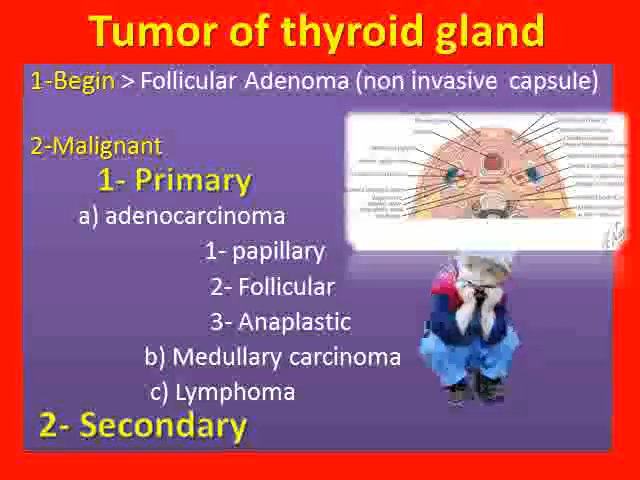 Tumor of thyroid gland
1-Begin > Follicular Adenoma (non invasive capsule)
2-Malignant
1- Primary
a) adenocarcinoma
1- papillary
2- Follicular
3- Anaplastic
b) Medullary carcinoma
c) Lymphoma
2- Secondary